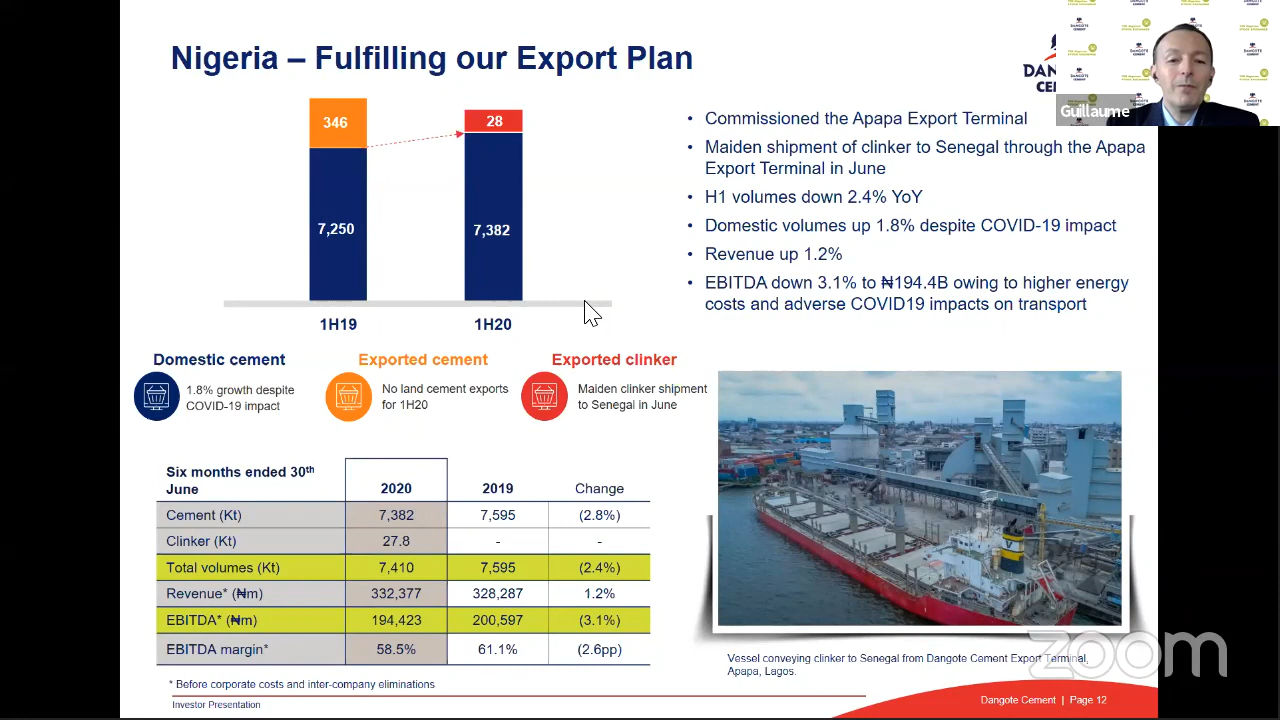 Nigeria – Fulfilling our Export Plan
DANG
CEM
Guillaume
346
7,250
1H19
28
7,382
1H20
• Commissioned the Apapa Export Terminal
• Maiden shipment of clinker to Senegal through the Apapa
Export Terminal in June
• H1 volumes down 2.4% YoY
• Domestic volumes up 1.8% despite COVID-19 impact
• Revenue up 1.2%
• EBITDA down 3.1% to ₦194.4B owing to higher energy
costs and adverse COVID19 impacts on transport
Domestic cement
1.8% growth despite
COVID-19 impact
Exported cement
No land cement exports
for 1H20
Exported clinker
Maiden clinker shipment
to Senegal in June
Six months ended 30th
June 2020 2019 Change
Cement (Kt) 7,382 7,595 (2.8%)
Clinker (Kt) 27.8 - -
Total volumes (Kt) 7,410 7,595 (2.4%)
Revenue* (₦m) 332,377 328,287 1.2%
EBITDA* (₦m) 194,423 200,597 (3.1%)
EBITDA margin* 58.5% 61.1% (2.6pp)
* Before corporate costs and inter-company eliminations
Investor Presentation
Vessel conveying clinker to Senegal from Dangote Cement Export Terminal,
Apapa, Lagos.
zoom
Dangote Cement | Page 12